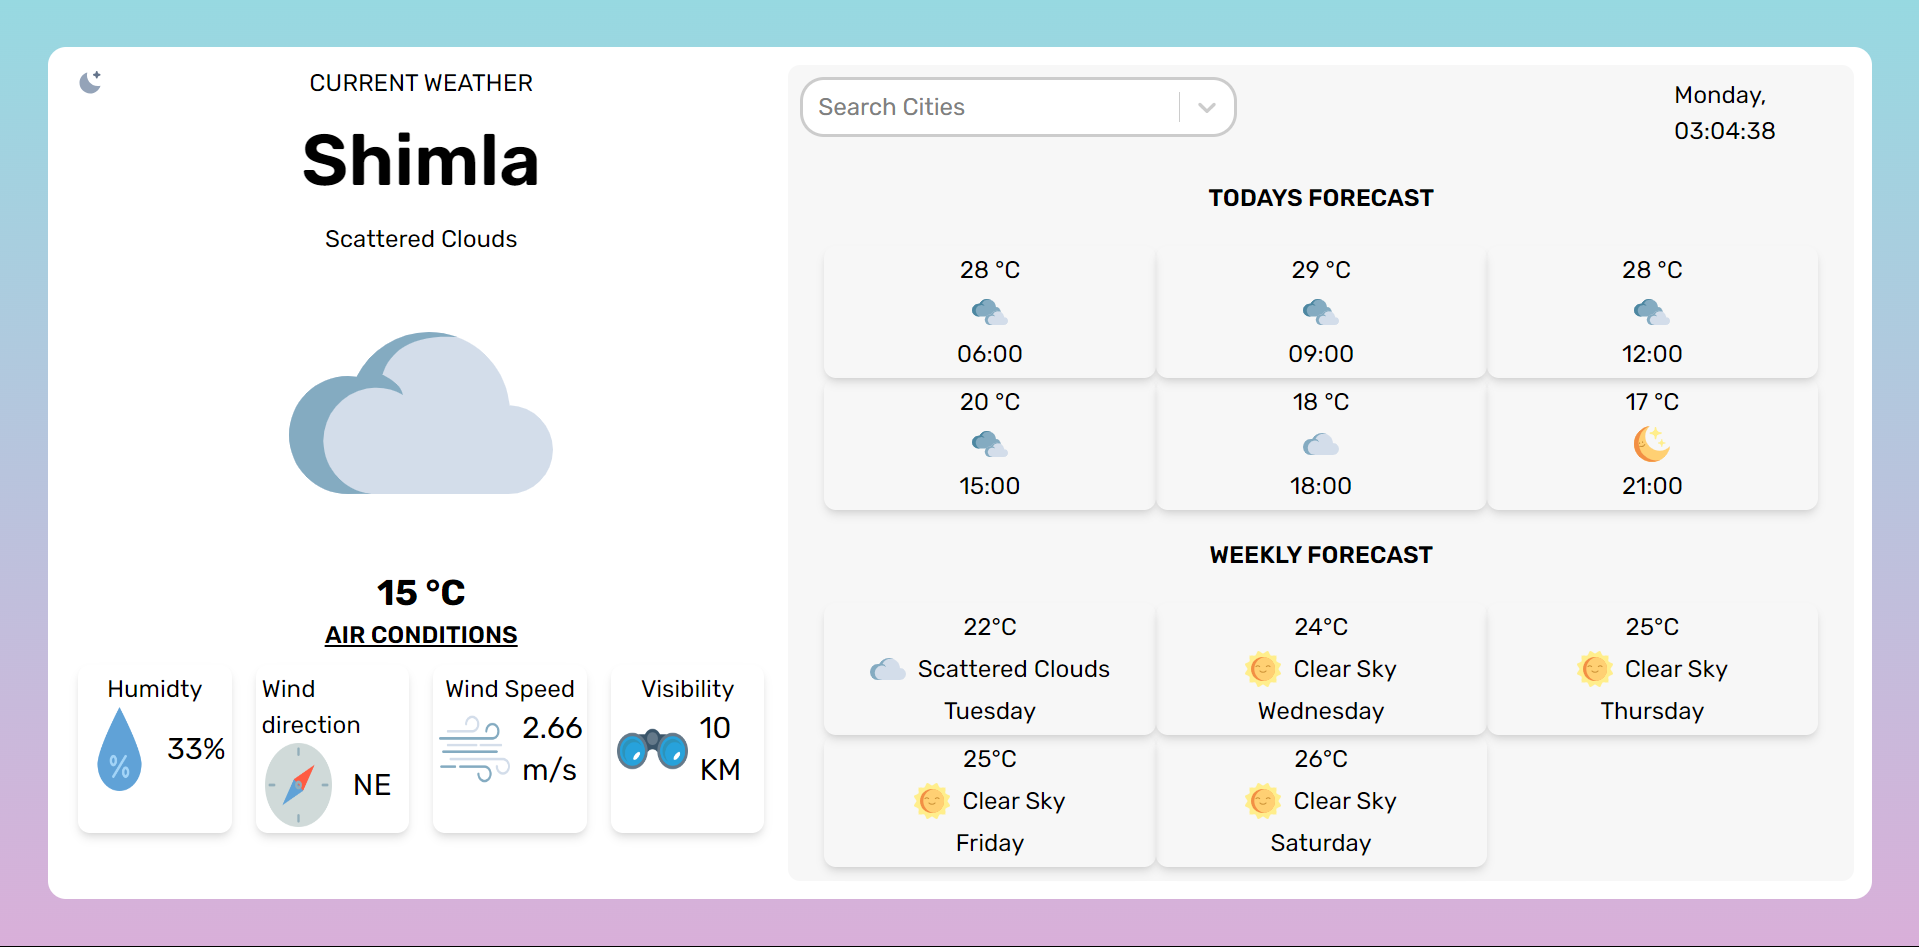 CURRENT WEATHER
Shimla
Scattered Clouds
15 °C
AIR CONDITIONS
Humidty
%
33%
Wind
direction
NE
Wind Speed
2.66
m/s
Visibility
10
KM
Search Cities
Monday,
03:04:38
TODAYS FORECAST
28 °C
06:00
29 °C
09:00
28 °C
12:00
20 °C
15:00
18 °C
18:00
17 °C
21:00
WEEKLY FORECAST
22°C
Scattered Clouds
Tuesday
24°C
Clear Sky
Wednesday
25°C
Clear Sky
Thursday
25°C
Clear Sky
Friday
26°C
Clear Sky
Saturday